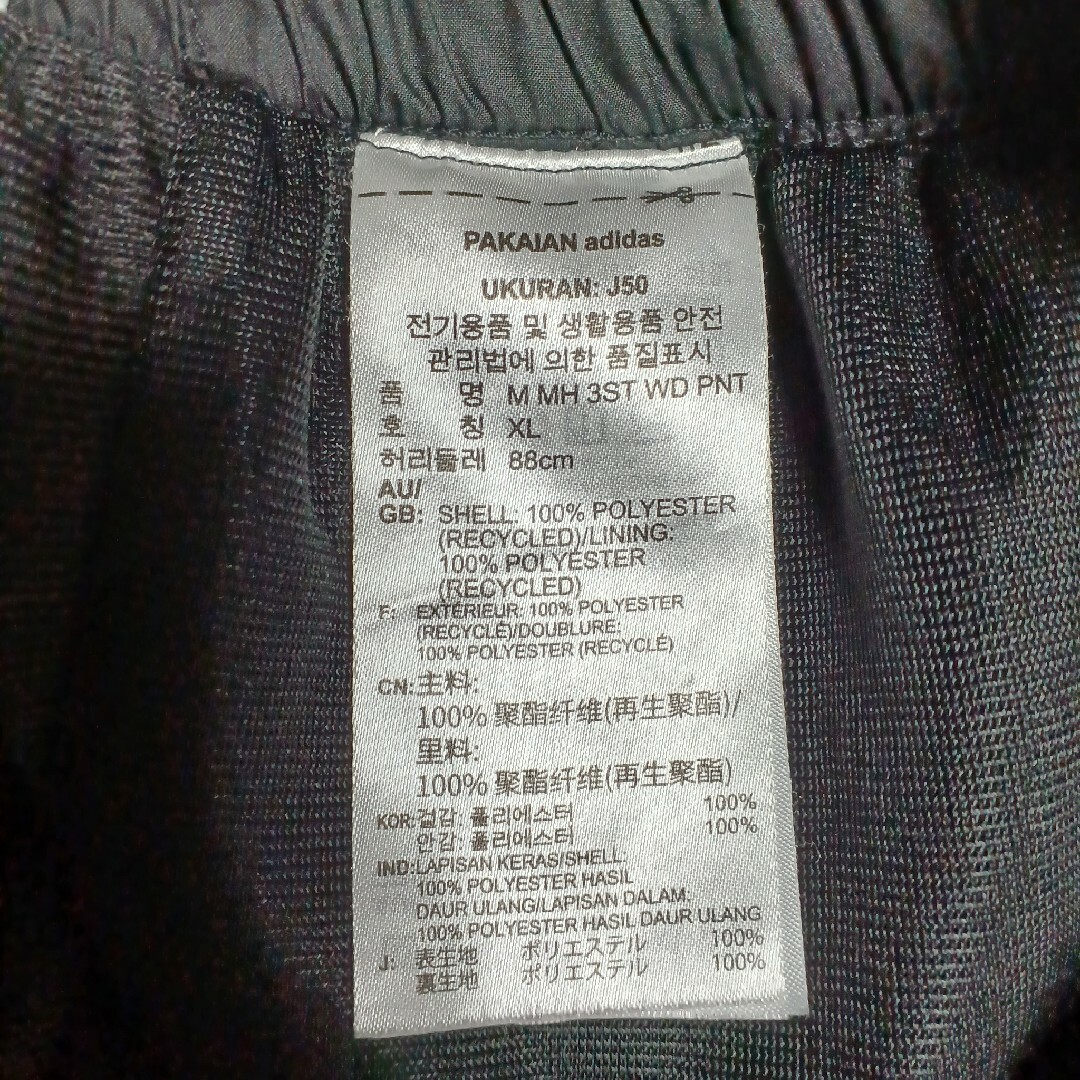 PAKAIAN adidas
UKURAN: J50
전기용품 및 생활용품 안전
관리법에 의한 품질표시
품 명 M MH 3ST WD PNT
호 칭 XL
허리둘레 88cm
AU/
GB: SHELL: 100% POLYESTER
(RECYCLED)/LINING:
100% POLYESTER
(RECYCLED)
F: EXTÉRIEUR: 100% POLYESTER
(RECYCLÉ)/DOUBLURE:
100% POLYESTER (RECYCLÉ)
CN: 主料:
100% 聚酯纤维(再生聚酯)/
里料:
100% 聚酯纤维(再生聚酯)
KOR: 겉감 폴리에스터 100%
안감 폴리에스터 100%
IND: LAPISAN KERAS/SHELL:
100% POLYESTER HASIL
DAUR ULANG/LAPISAN DALAM:
100% POLYESTER HASIL DAUR ULANG
J: 表生地 ポリエステル 100%
裏生地 ポリエステル 100%